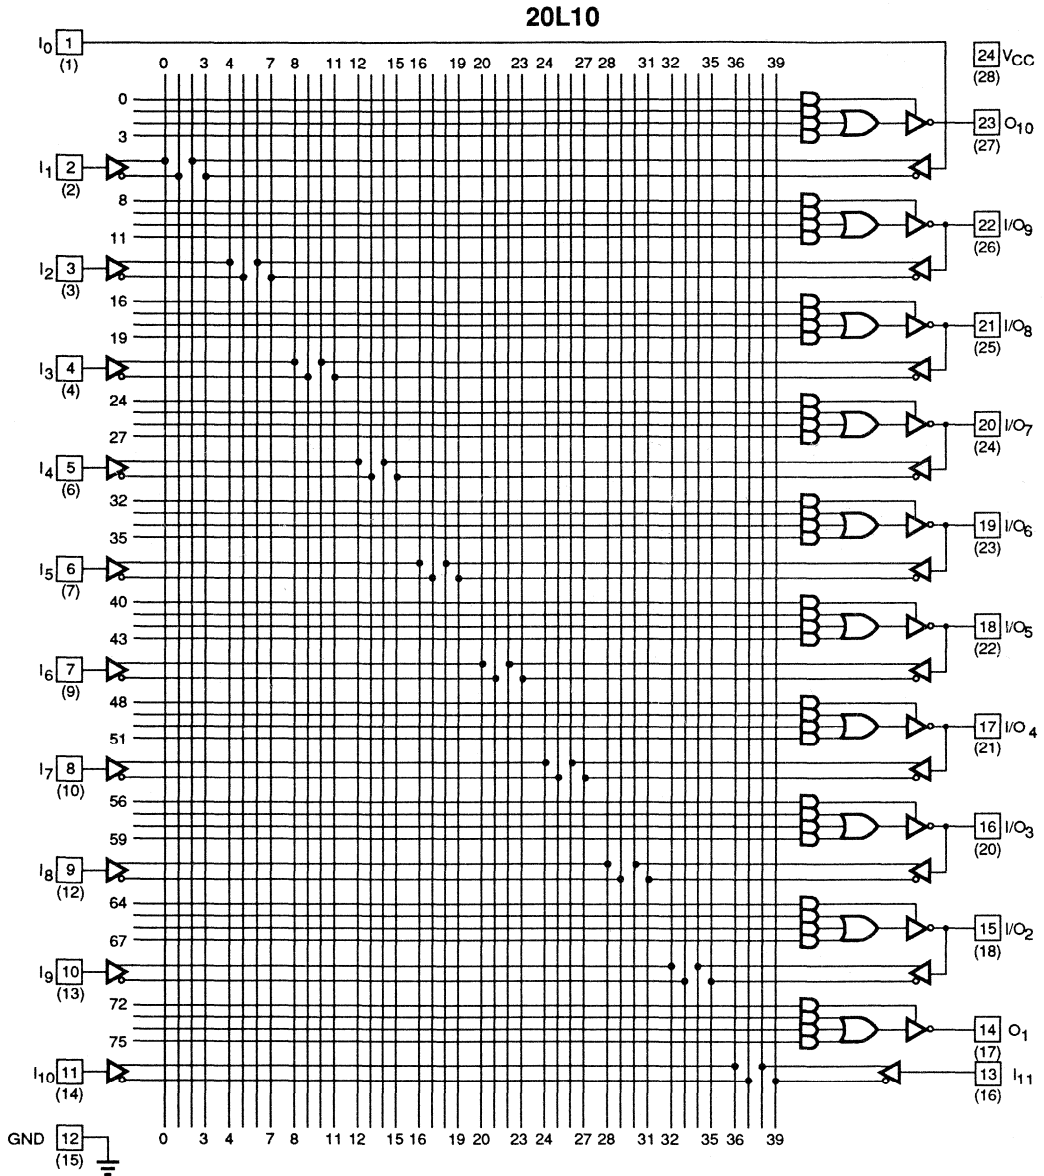 20L10
I0 1 24 VCC
(1) (28)
0 3 4 7 8 11 12 15 16 19 20 23 24 27 28 31 32 35 36 39
0
23 O10
3 (27)
I1 2
(2)
8
22 I/O9
11 (26)
I2 3
(3)
16
21 I/O8
19 (25)
I3 4
(4)
24
20 I/O7
27 (24)
I4 5
(6)
32
19 I/O6
35 (23)
I5 6
(7)
40
18 I/O5
43 (22)
I6 7
(9)
48
17 I/O4
51 (21)
I7 8
(10)
56
16 I/O3
59 (20)
I8 9
(12)
64
15 I/O2
67 (18)
I9 10
(13)
72
14 O1
75 (17)
I10 11 13 I11
(14) (16)
GND 12 0 3 4 7 8 11 12 15 16 19 20 23 24 27 28 31 32 35 36 39
(15)